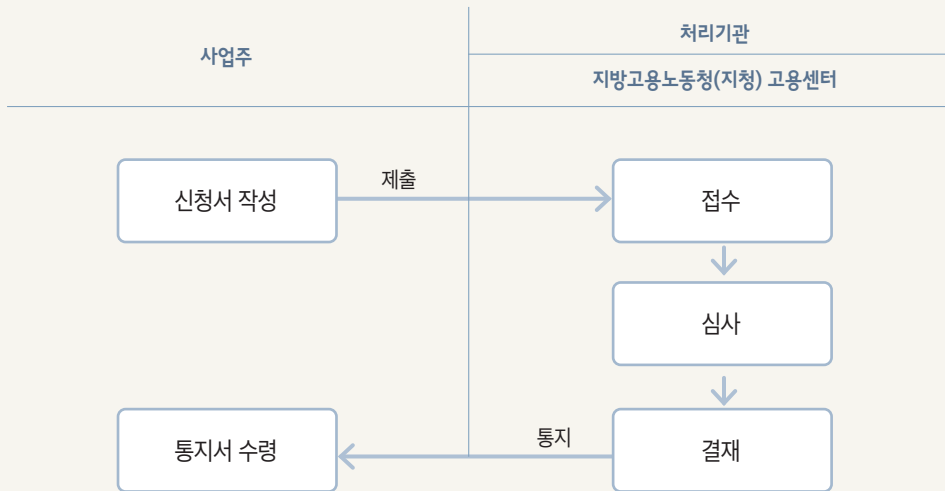 사업주
처리기관
지방고용노동청(지청) 고용센터
신청서 작성
제출
접수
심사
통지서 수령
통지
결재